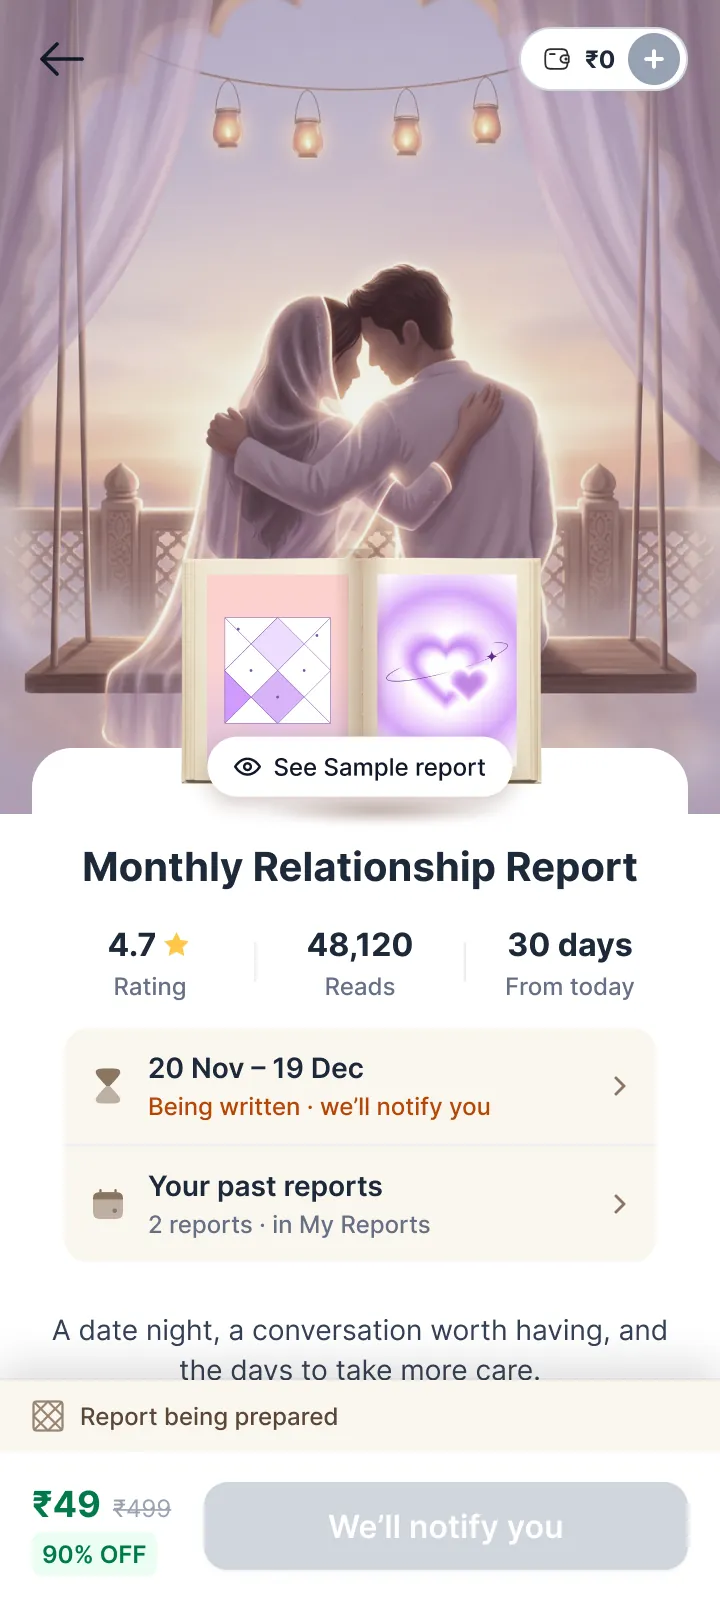 ₹0
See Sample report
Monthly Relationship Report
4.7
48,120
30 days
Rating
Reads
From today
20 Nov – 19 Dec
Being written · we’ll notify you
Your past reports
2 reports · in My Reports
A date night, a conversation worth having, and
the days to take more care.
Report being prepared
₹49 ₹499
90% OFF
We’ll notify you